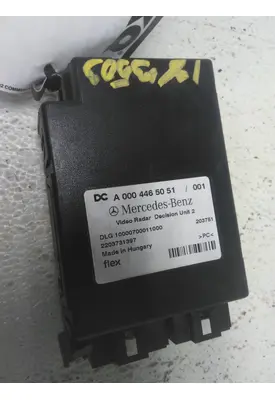 DC A 000 446 50 51 / 001
Mercedes-Benz
Video Radar Decision Unit 2
203751
DLG:10000700011000
2203731397
Made in Hungary
>PC<
flex